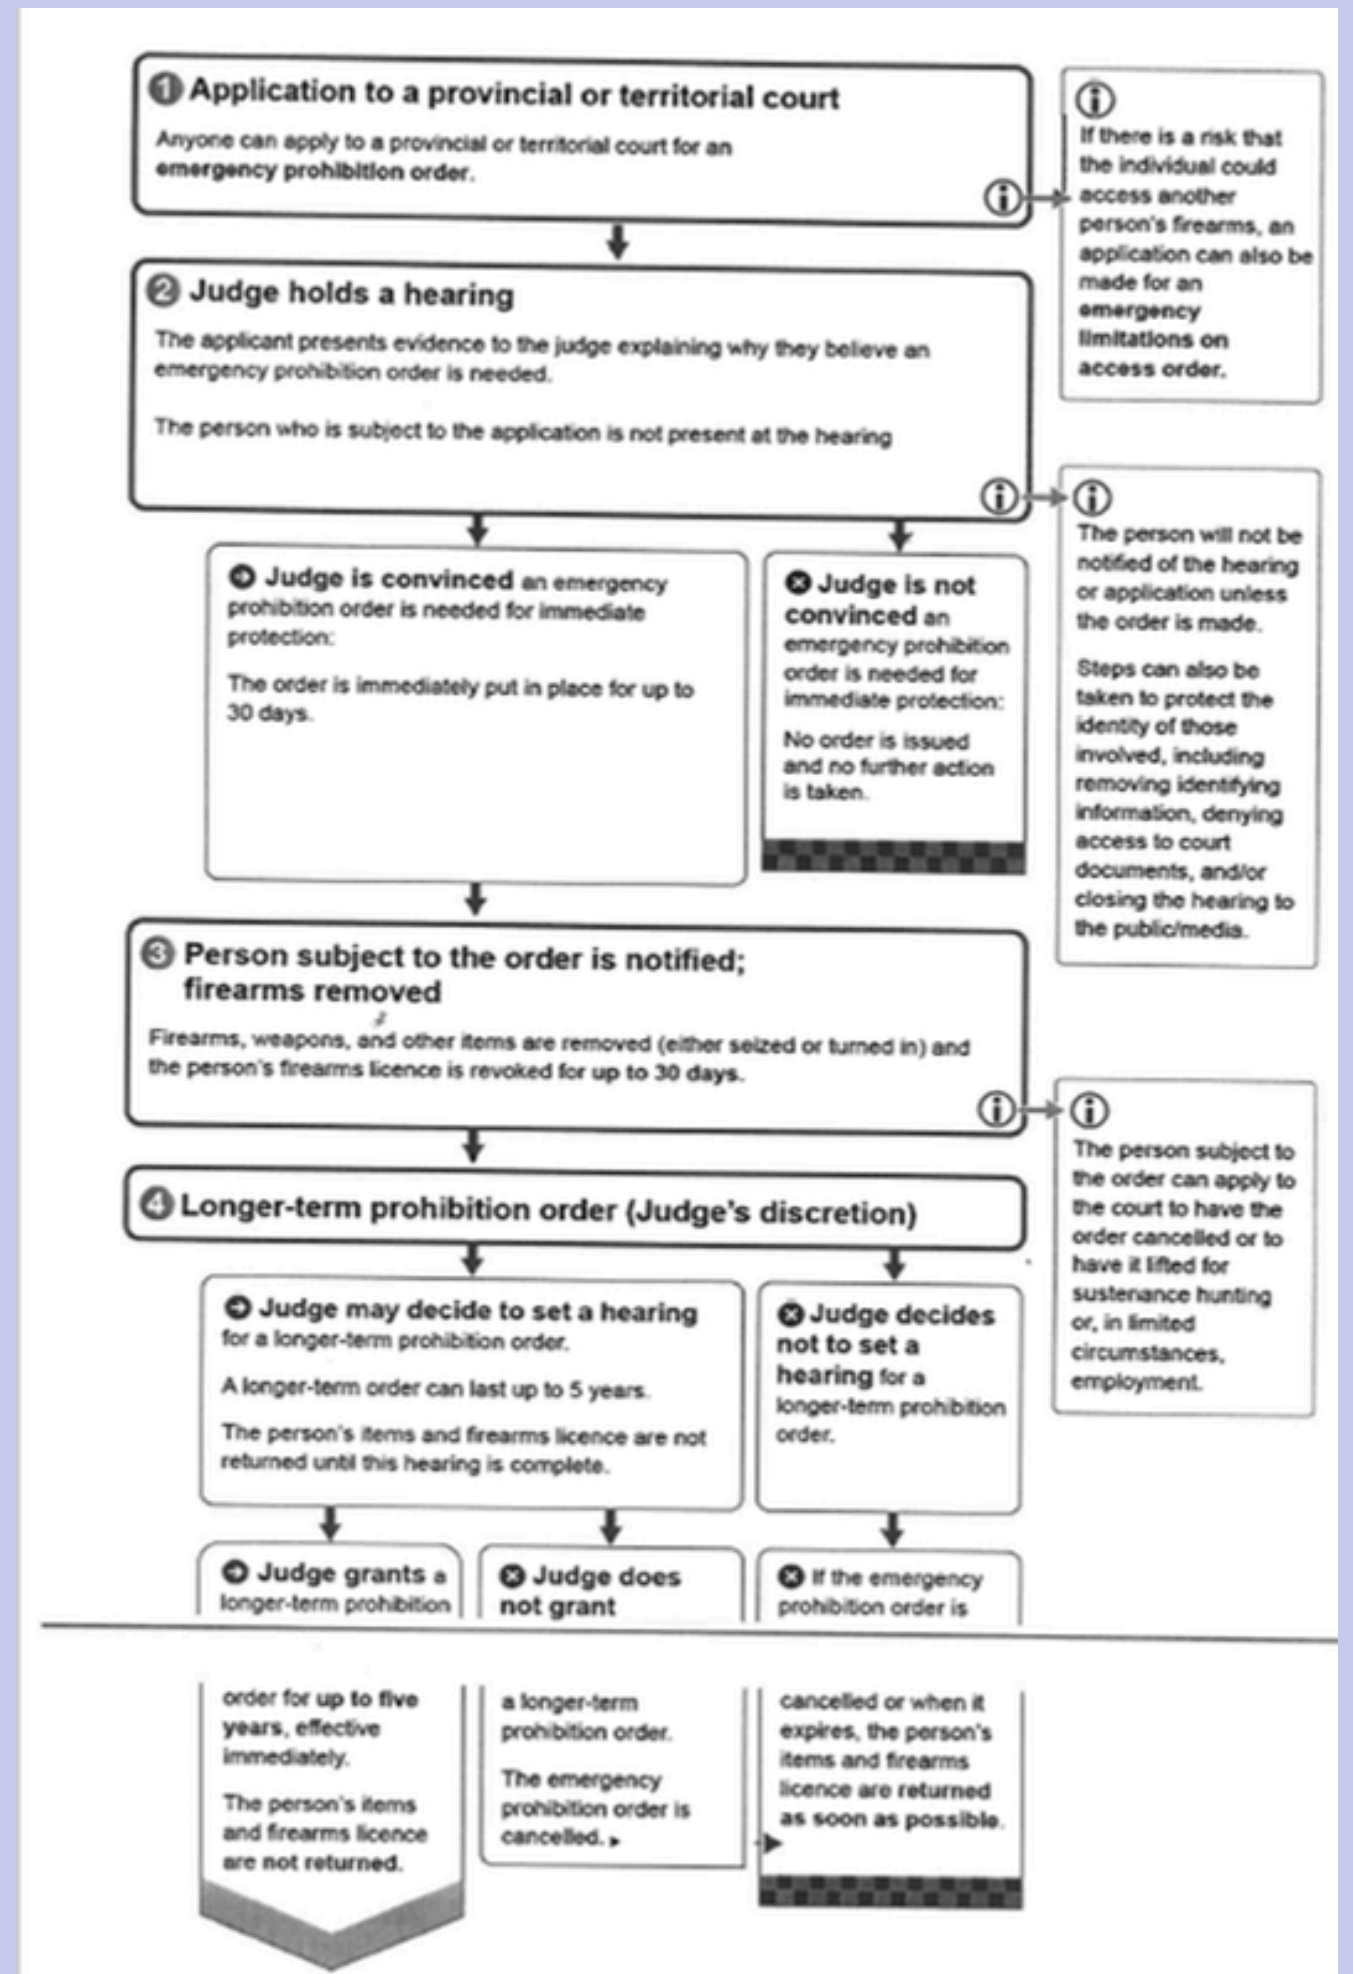 1 Application to a provincial or territorial court
Anyone can apply to a provincial or territorial court for an
emergency prohibition order.
If there is a risk that
the individual could
access another
person's firearms, an
application can also be
made for an
emergency
limitations on
access order.
2 Judge holds a hearing
The applicant presents evidence to the judge explaining why they believe an
emergency prohibition order is needed.
The person who is subject to the application is not present at the hearing
The person will not be
notified of the hearing
or application unless
the order is made.
Steps can also be
taken to protect the
identity of those
involved, including
removing identifying
information, denying
access to court
documents, and/or
closing the hearing to
the public/media.
Judge is convinced an emergency
prohibition order is needed for immediate
protection:
The order is immediately put in place for up to
30 days.
Judge is not
convinced an
emergency prohibition
order is needed for
immediate protection:
No order is issued
and no further action
is taken.
3 Person subject to the order is notified;
firearms removed
Firearms, weapons, and other items are removed (either seized or turned in) and
the person's firearms licence is revoked for up to 30 days.
The person subject to
the order can apply to
the court to have the
order cancelled or to
have it lifted for
sustenance hunting
or, in limited
circumstances,
employment.
4 Longer-term prohibition order (Judge's discretion)
Judge may decide to set a hearing
for a longer-term prohibition order.
A longer-term order can last up to 5 years.
The person's items and firearms licence are not
returned until this hearing is complete.
Judge decides
not to set a
hearing for a
longer-term prohibition
order.
Judge grants a
longer-term prohibition
order for up to five
years, effective
immediately.
The person's items
and firearms licence
are not returned.
Judge does
not grant
a longer-term
prohibition order.
The emergency
prohibition order is
cancelled.
If the emergency
prohibition order is
cancelled or when it
expires, the person's
items and firearms
licence are returned
as soon as possible.